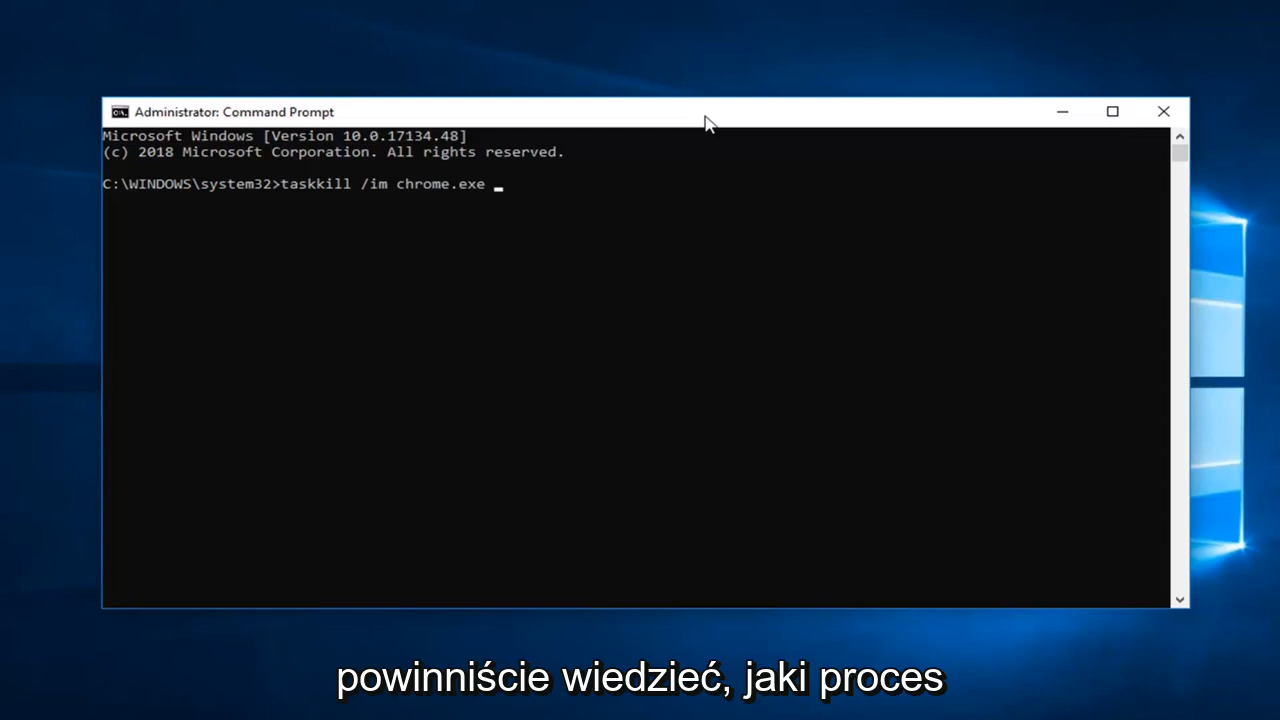 Administrator: Command Prompt
Microsoft Windows [Version 10.0.17134.48]
(c) 2018 Microsoft Corporation. All rights reserved.
C:\WINDOWS\system32>taskkill /im chrome.exe _
powinniście wiedzieć, jaki proces